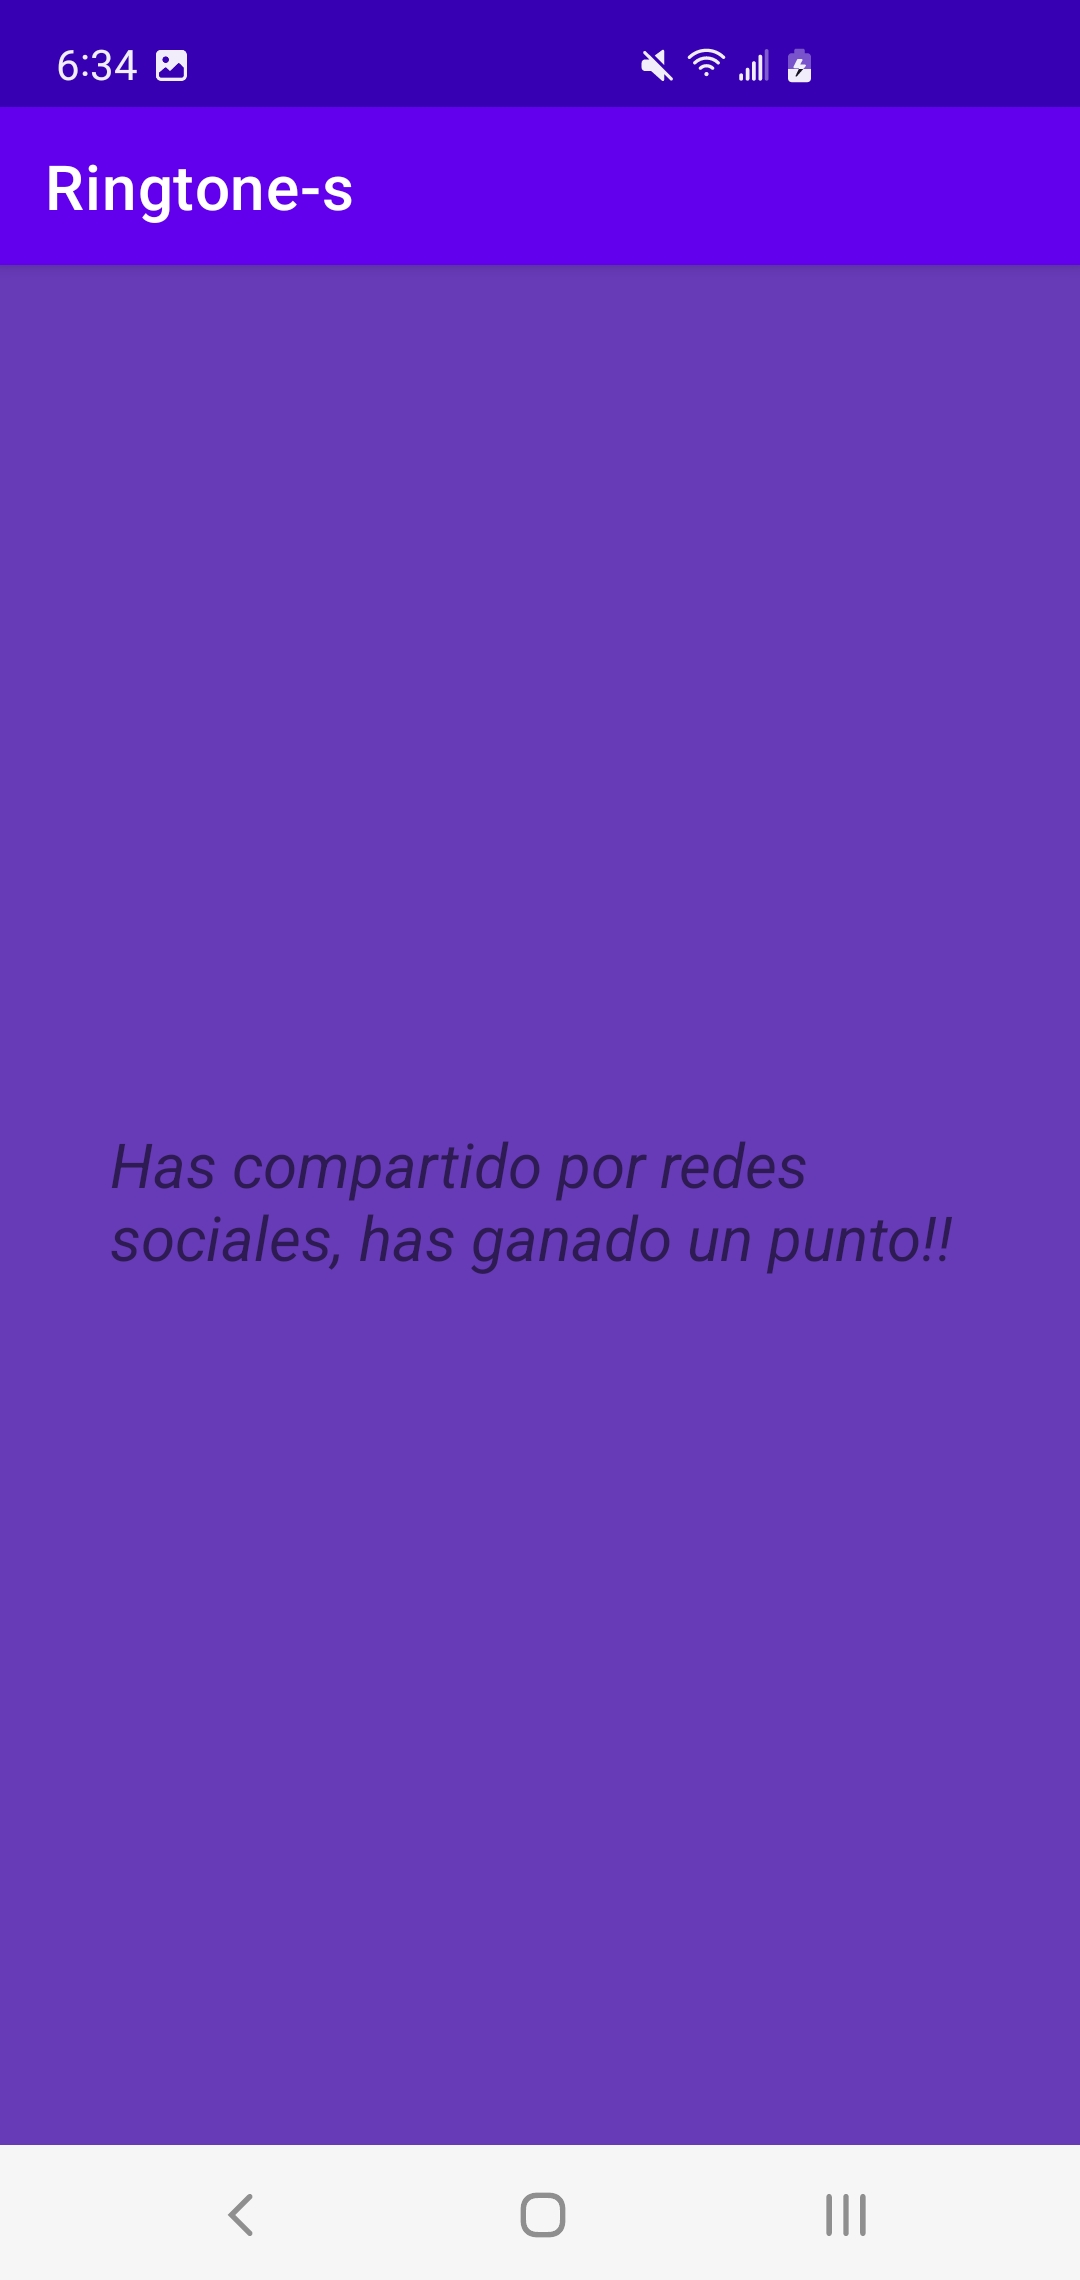 6:34
Ringtone-s
Has compartido por redes
sociales, has ganado un punto!!